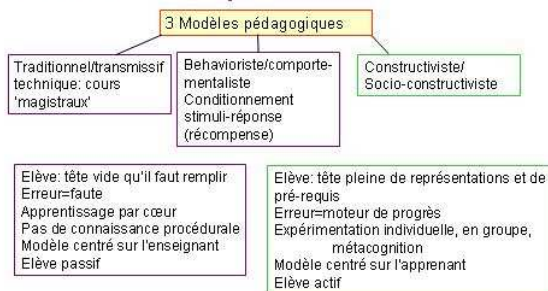 3 Modèles pédagogiques
Traditionnel/transmissif
technique: cours
'magistraux'
Behavioriste/comporte-
mentaliste
Conditionnement
stimuli-réponse
(récompense)
Constructiviste/
Socio-constructiviste
Elève: tête vide qu'il faut remplir
Erreur=faute
Apprentissage par cœur
Pas de connaissance procédurale
Modèle centré sur l'enseignant
Elève passif
Elève: tête pleine de représentations et de
pré-requis
Erreur=moteur de progrès
Expérimentation individuelle, en groupe,
métacognition
Modèle centré sur l'apprenant
Elève actif